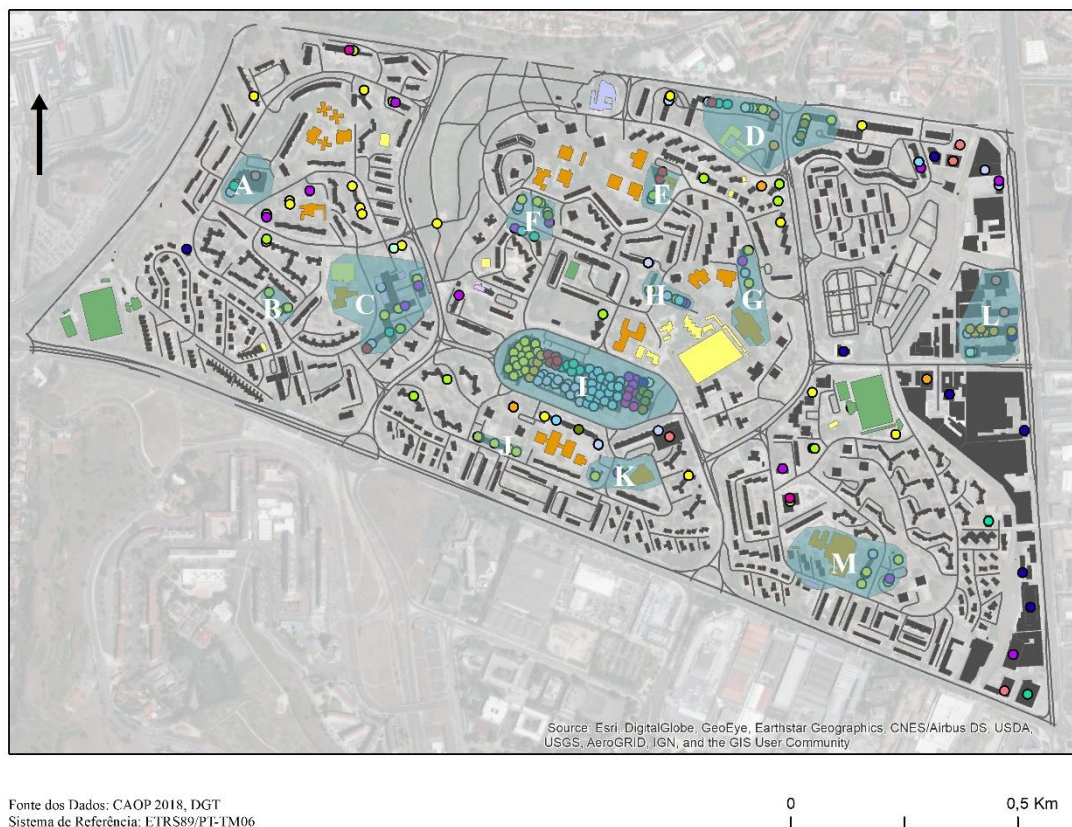 D
A
E
F
B
C
H
G
L
I
J
K
M
Source: Esri, DigitalGlobe, GeoEye, Earthstar Geographics, CNES/Airbus DS, USDA,
USGS, AeroGRID, IGN, and the GIS User Community
Fonte dos Dados: CAOP 2018, DGT
Sistema de Referência: ETRS89/PT-TM06
0 0,5 Km